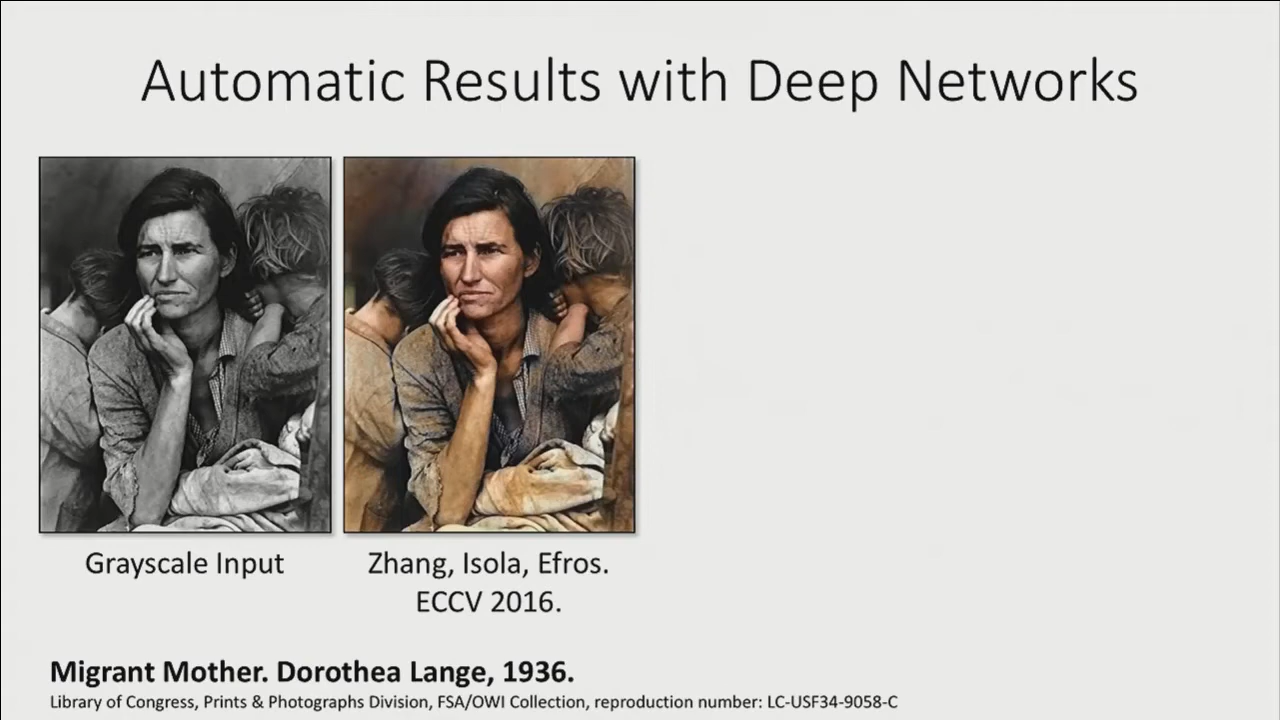 Automatic Results with Deep Networks
Grayscale Input
Zhang, Isola, Efros.
ECCV 2016.
Migrant Mother. Dorothea Lange, 1936.
Library of Congress, Prints & Photographs Division, FSA/OWI Collection, reproduction number: LC-USF34-9058-C